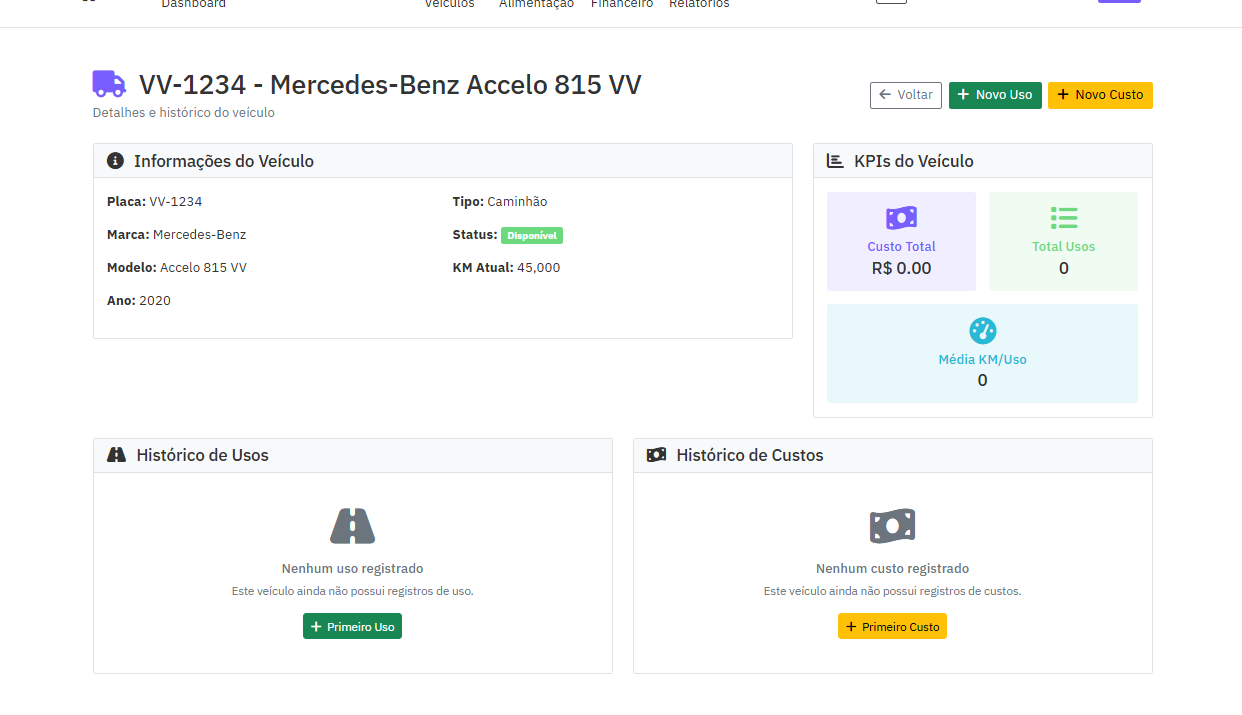 Dashboard Veículos Alimentação Financeiro Relatórios
VV-1234 - Mercedes-Benz Accelo 815 VV
Detalhes e histórico do veículo
Voltar
Novo Uso
Novo Custo
Informações do Veículo
Placa: VV-1234
Tipo: Caminhão
Marca: Mercedes-Benz
Status: Disponível
Modelo: Accelo 815 VV
KM Atual: 45,000
Ano: 2020
KPIs do Veículo
Custo Total
R$ 0.00
Total Usos
0
Média KM/Uso
0
Histórico de Usos
Nenhum uso registrado
Este veículo ainda não possui registros de uso.
Primeiro Uso
Histórico de Custos
Nenhum custo registrado
Este veículo ainda não possui registros de custos.
Primeiro Custo